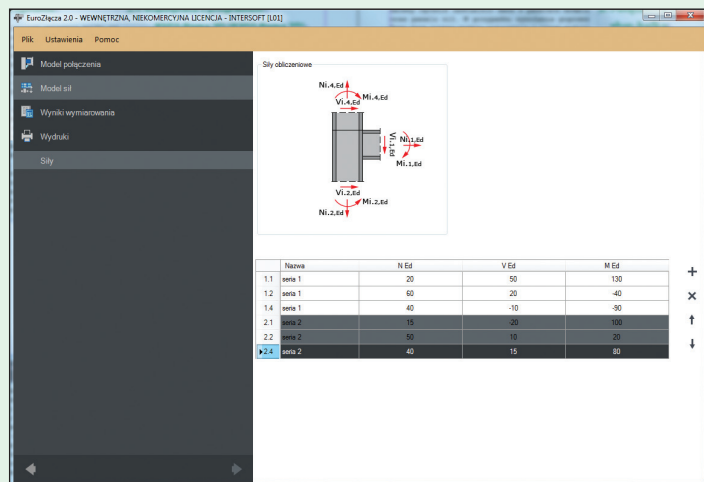 EuroZłącza 2.0 - WEWNĘTRZNA, NIEKOMERCYJNA LICENCJA - INTERSOFT [L01]
Plik Ustawienia Pomoc
Model połączenia
Model sił
Wyniki wymiarowania
Wydruki
Siły
Siły obliczeniowe
Ni.4,Ed
Mi.4,Ed
Vi.4,Ed
Vi.1,Ed
Ni.1,Ed
Mi.1,Ed
Vi.2,Ed
Mi.2,Ed
Ni.2,Ed
Nazwa N Ed V Ed M Ed
1.1 seria 1 20 50 130
1.2 seria 1 60 20 -40
1.4 seria 1 40 -10 -90
2.1 seria 2 15 -20 100
2.2 seria 2 50 10 20
2.4 seria 2 40 15 80